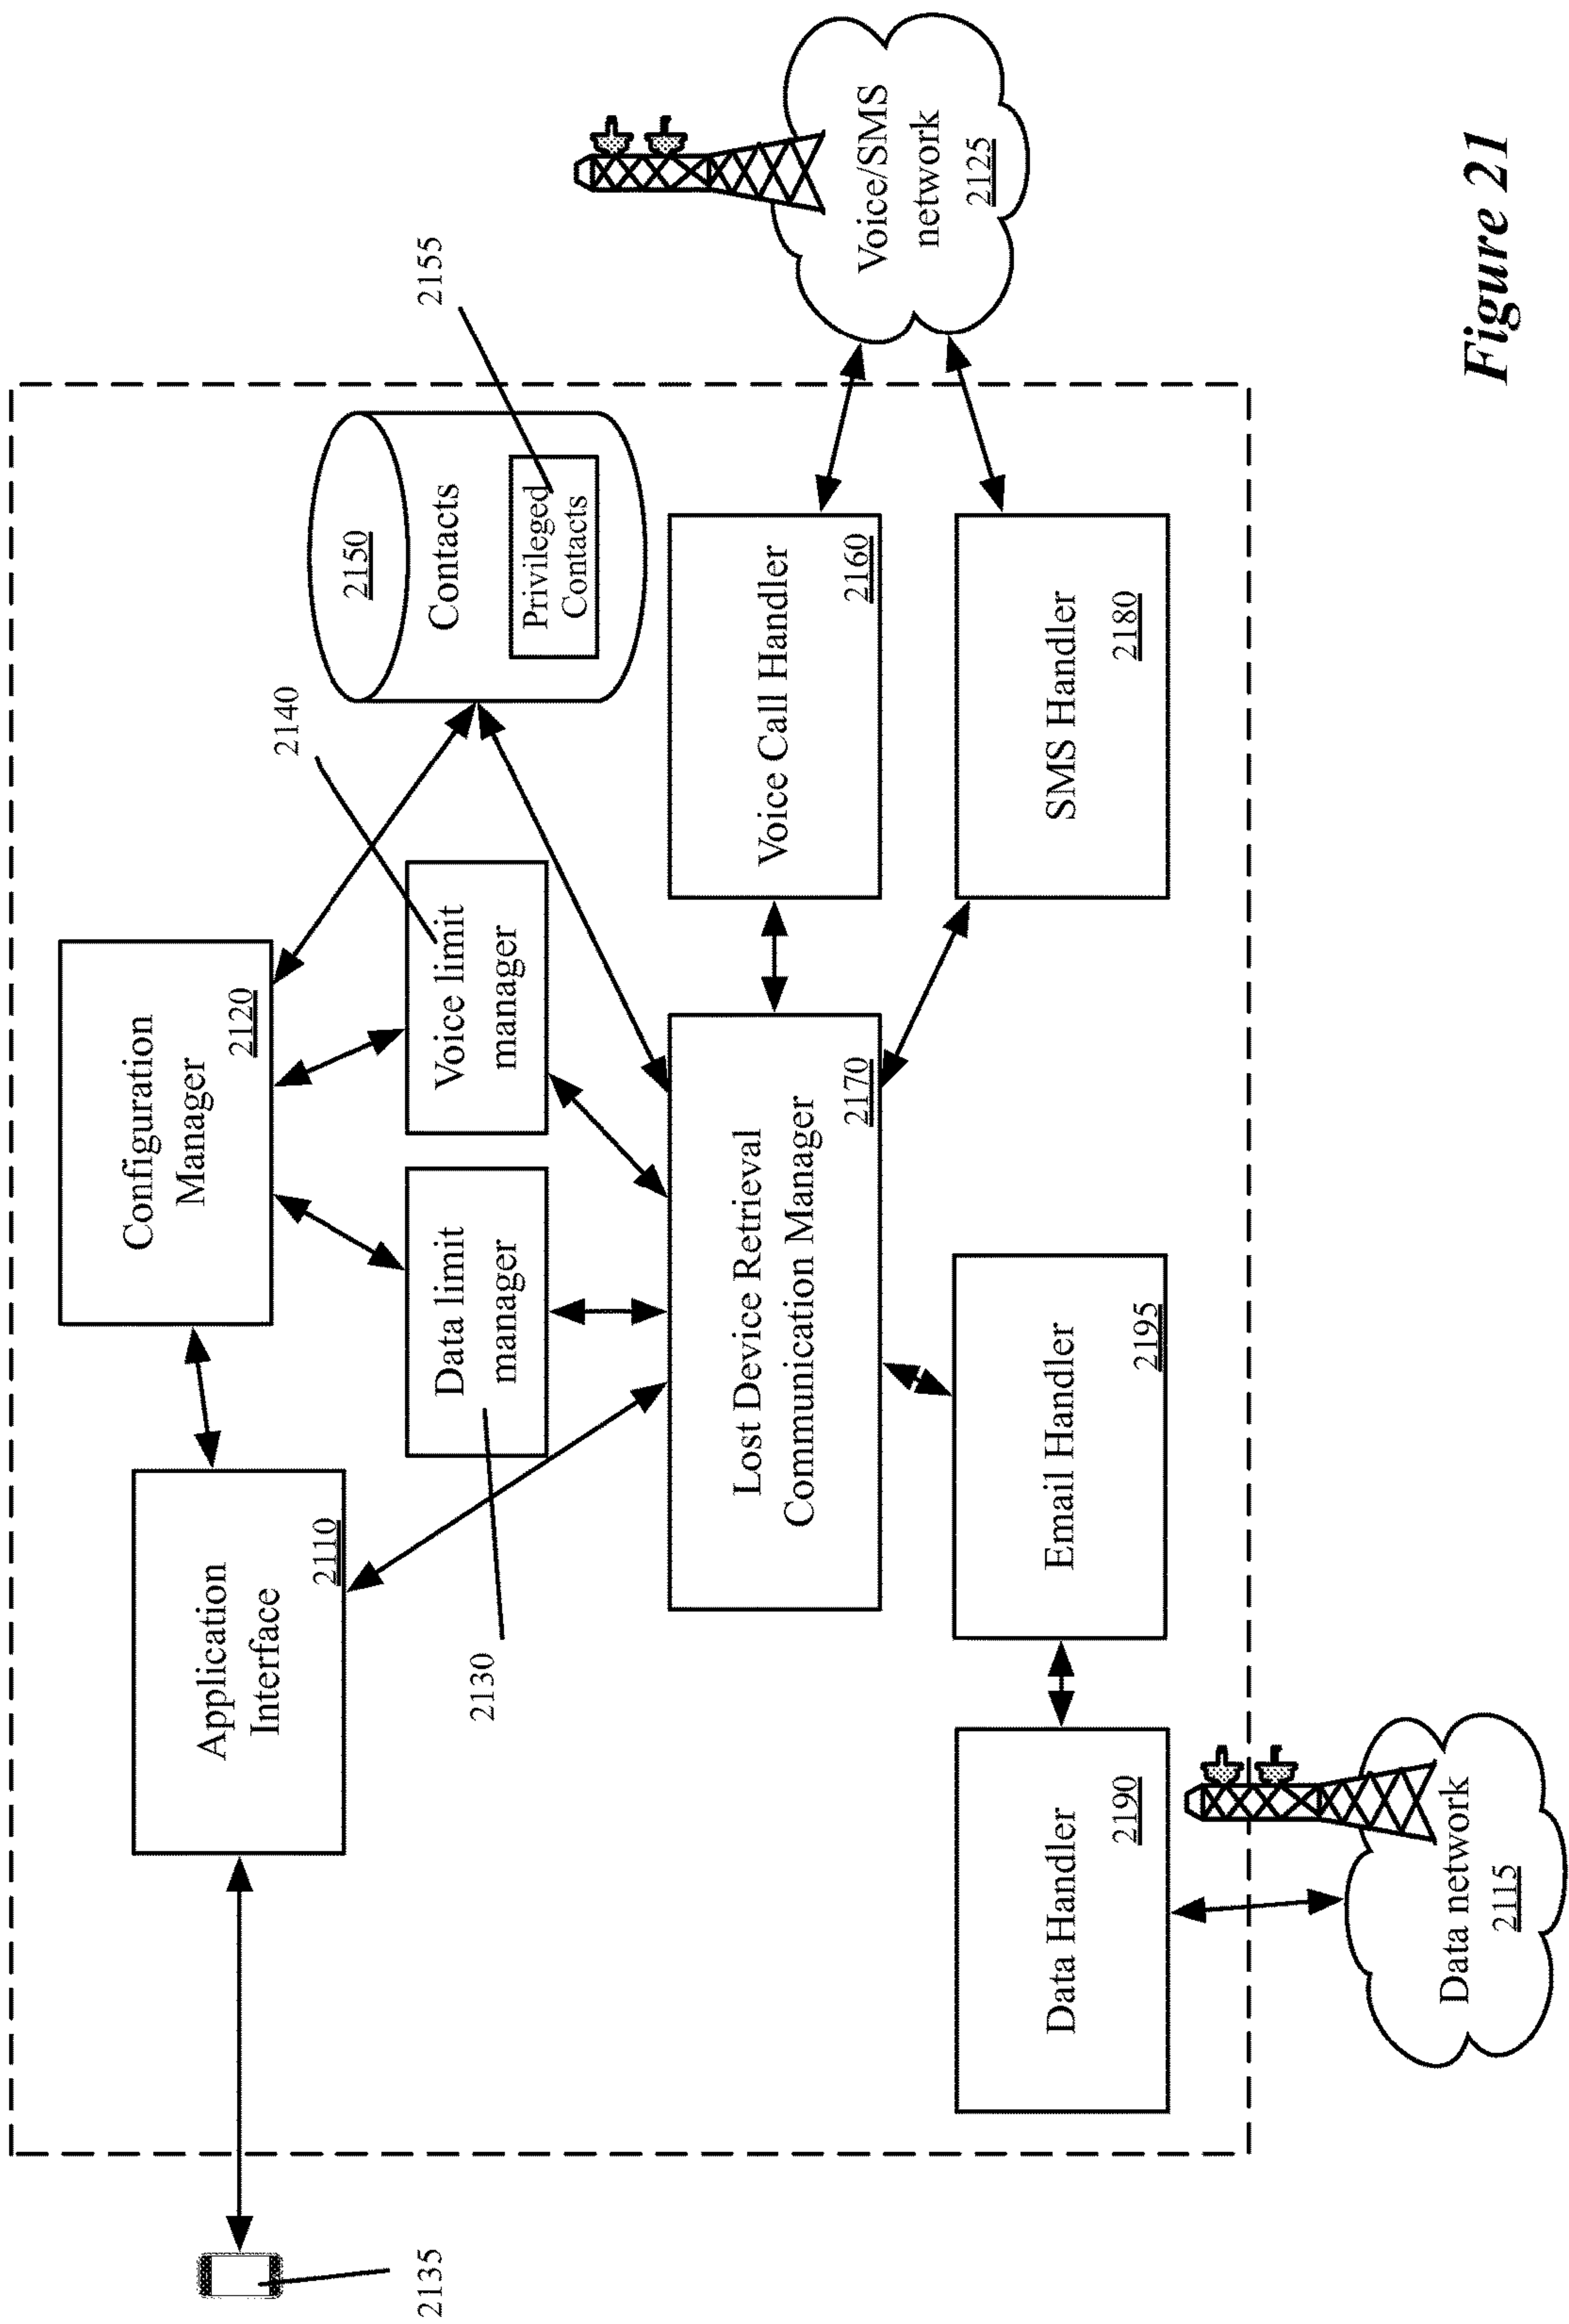 2135
Application
Interface
2110
Configuration
Manager
2120
2130
Data limit
manager
Voice limit
manager
2140
2150
Contacts
Privileged
Contacts
2155
Lost Device Retrieval
Communication Manager
2170
Voice Call Handler
2160
Voice/SMS
network
2125
Data Handler
2190
Email Handler
2195
SMS Handler
2180
Data network
2115
Figure 21